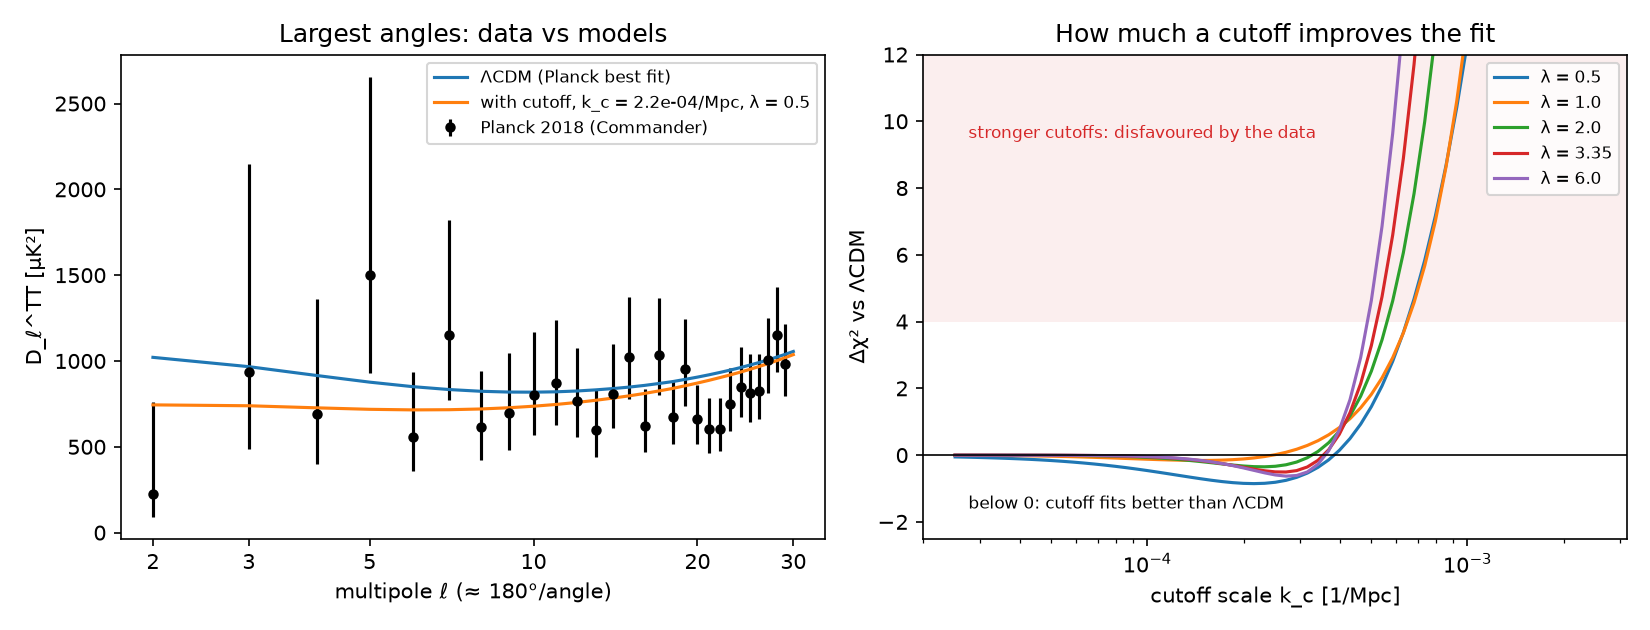 Largest angles: data vs models
ΛCDM (Planck best fit)
with cutoff, k_c = 2.2e-04/Mpc, λ = 0.5
Planck 2018 (Commander)
D_ℓ^TT [μK²]
2500
2000
1500
1000
500
0
2 3 5 10 20 30
multipole ℓ (≈ 180°/angle)
How much a cutoff improves the fit
λ = 0.5
λ = 1.0
λ = 2.0
λ = 3.35
λ = 6.0
stronger cutoffs: disfavoured by the data
below 0: cutoff fits better than ΛCDM
Δχ² vs ΛCDM
12
10
8
6
4
2
0
−2
10⁻⁴ 10⁻³
cutoff scale k_c [1/Mpc]